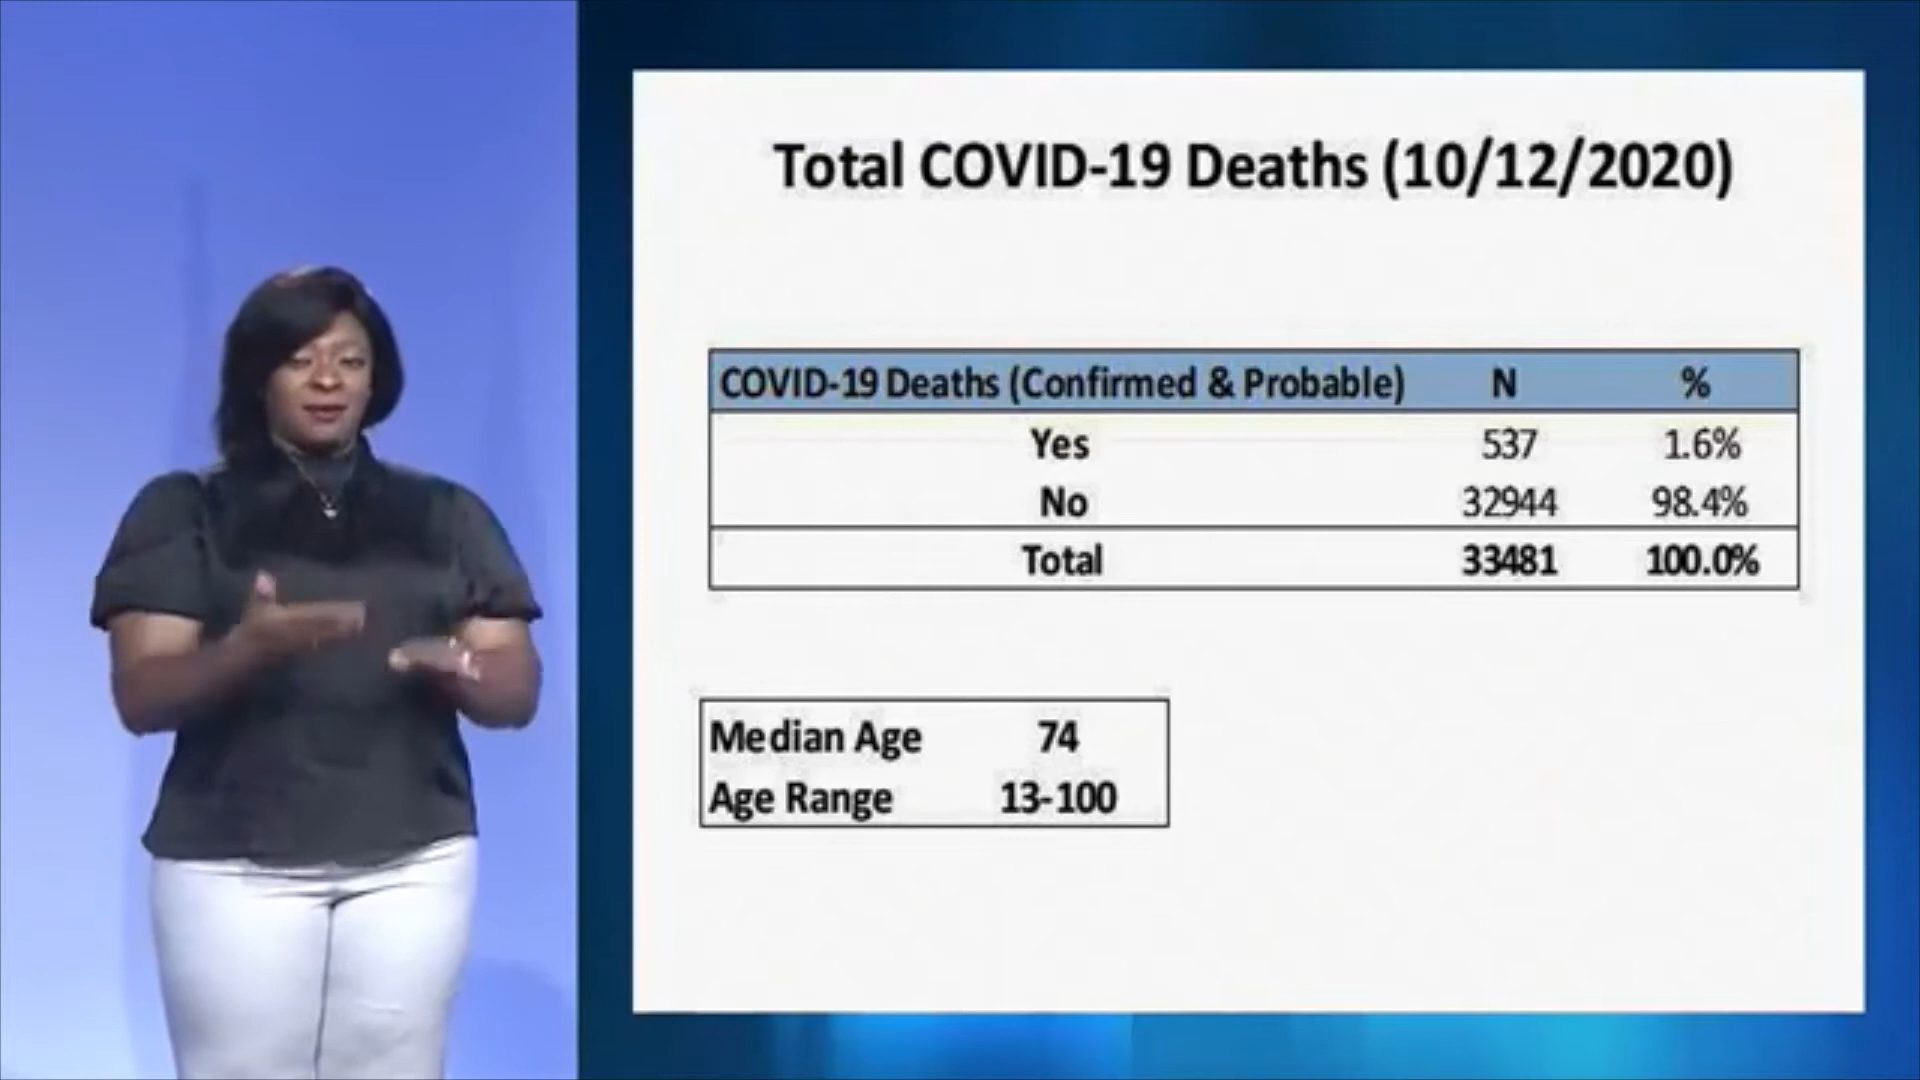 Total COVID-19 Deaths (10/12/2020)
COVID-19 Deaths (Confirmed & Probable) N %
Yes 537 1.6%
No 32944 98.4%
Total 33481 100.0%
Median Age 74
Age Range 13-100